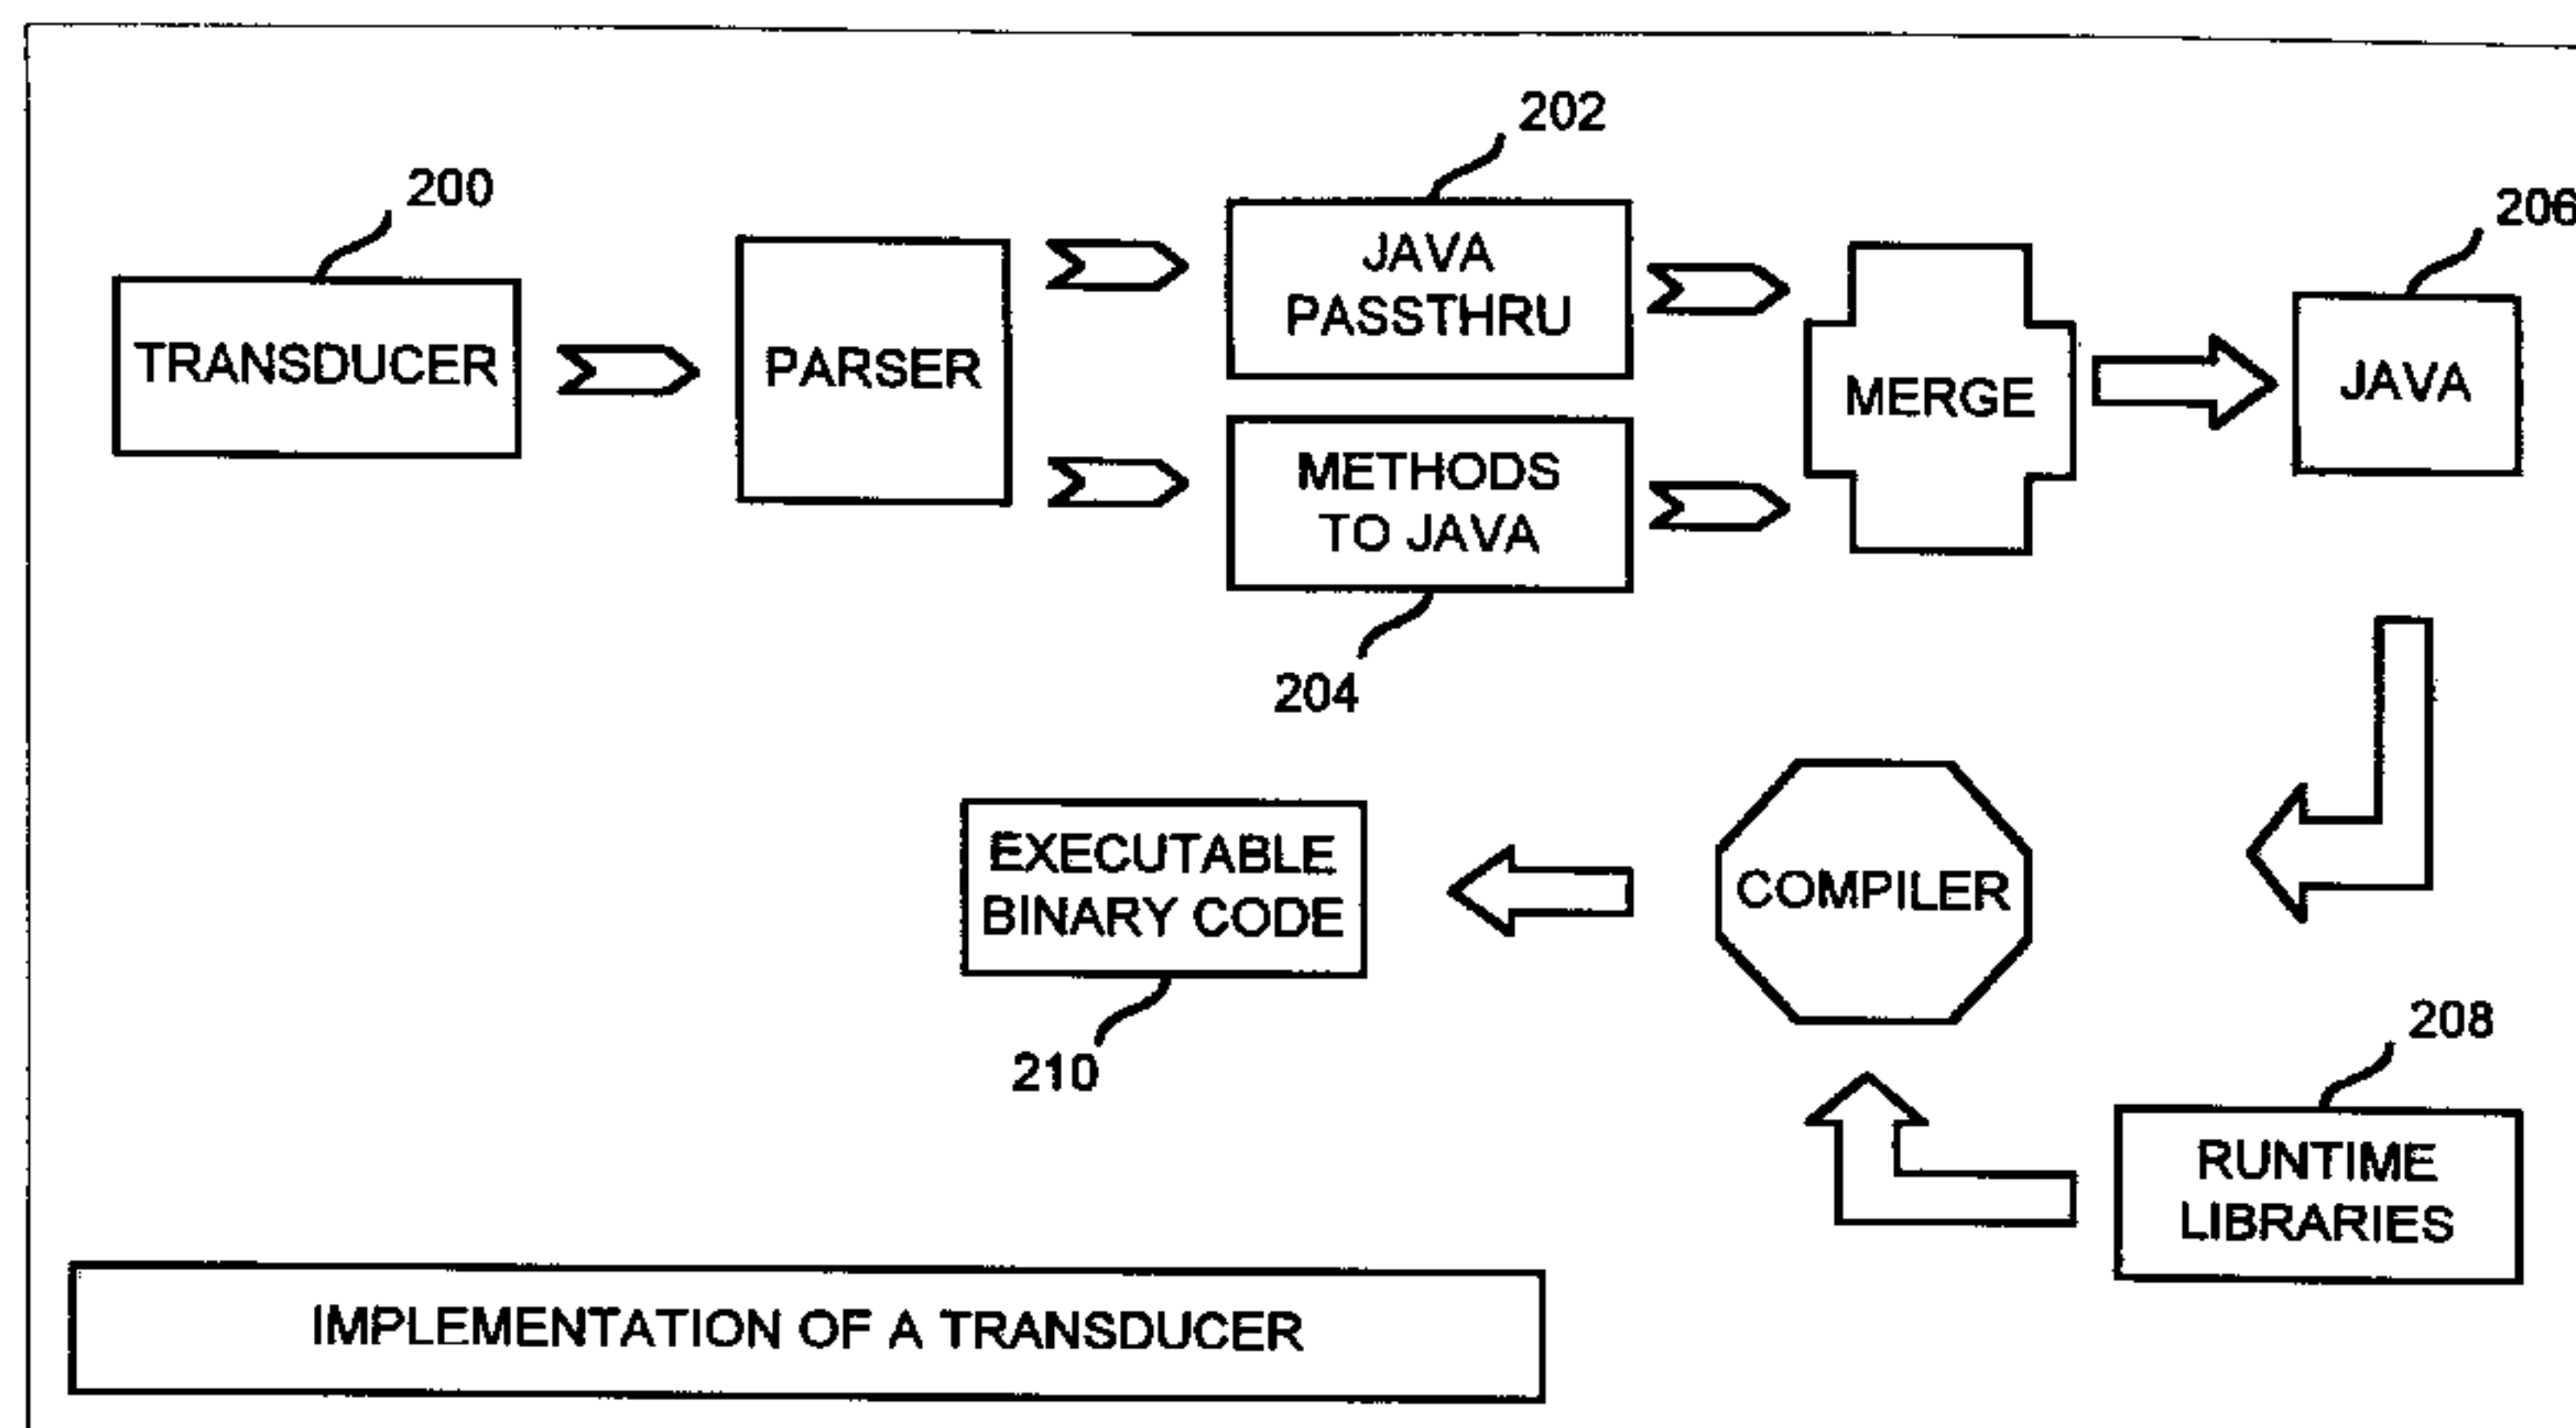 202
200
206
JAVA
PASSTHRU
TRANSDUCER
PARSER
MERGE
JAVA
METHODS
TO JAVA
204
EXECUTABLE
BINARY CODE
COMPILER
210
208
RUNTIME
LIBRARIES
IMPLEMENTATION OF A TRANSDUCER